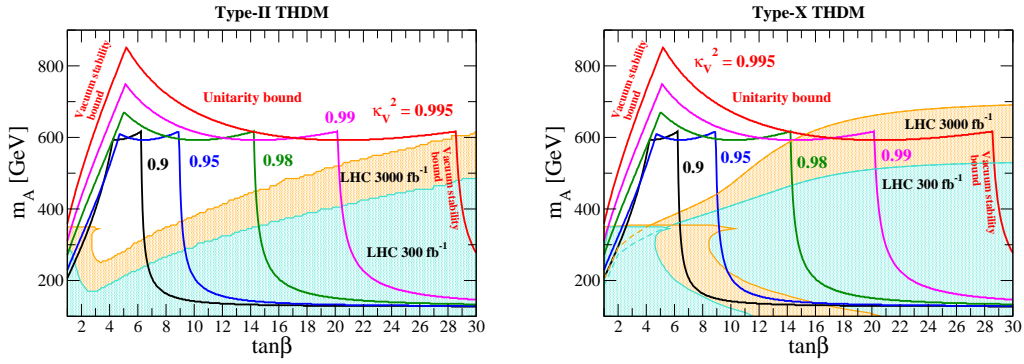 Type-II THDM
m_A [GeV]
800
600
400
200
Vacuum stability
bound
Unitarity bound
κ_V² = 0.995
0.99
0.9
0.95
0.98
Vacuum stability
bound
LHC 3000 fb⁻¹
LHC 300 fb⁻¹
2 4 6 8 10 12 14 16 18 20 22 24 26 28 30
tanβ
Type-X THDM
m_A [GeV]
800
600
400
200
Vacuum stability
bound
κ_V² = 0.995
Unitarity bound
LHC 3000 fb⁻¹
0.9
0.95
0.98
0.99
LHC 300 fb⁻¹
Vacuum stability
bound
2 4 6 8 10 12 14 16 18 20 22 24 26 28 30
tanβ